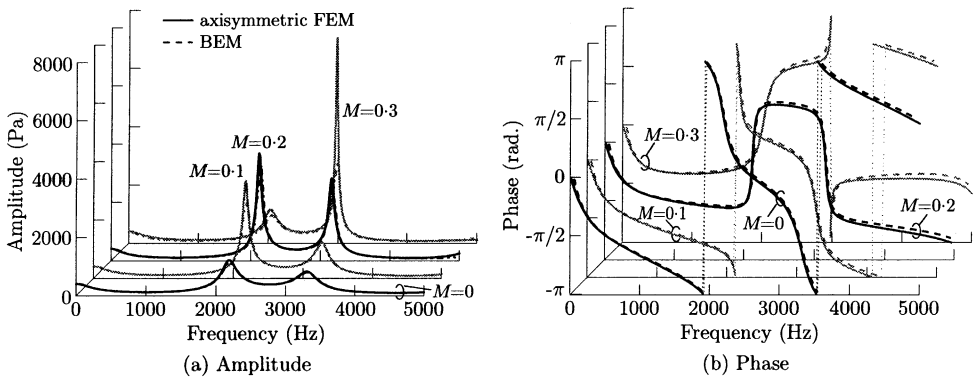 axisymmetric FEM
BEM
8000
6000
4000
2000
0
Amplitude (Pa)
M=0·3
M=0·2
M=0·1
M=0
0 1000 2000 3000 4000 5000
Frequency (Hz)
(a) Amplitude
π
π/2
0
-π/2
-π
Phase (rad.)
M=0·3
M=0·1
M=0
M=0·2
0 1000 2000 3000 4000 5000
Frequency (Hz)
(b) Phase